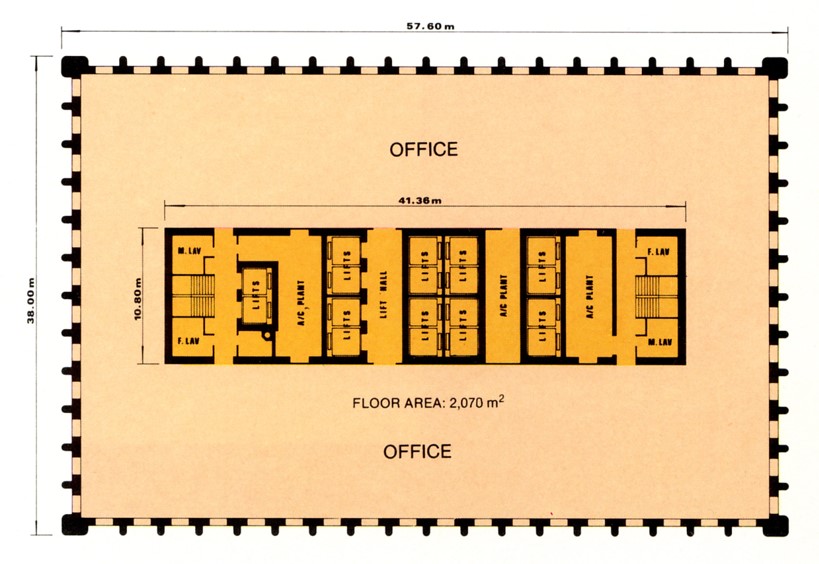 57.60 m
OFFICE
41.36 m
M. LAV
F. LAV
LIFTS
LIFTS
LIFTS
LIFTS
LIFTS
A/C PLANT
LIFT HALL
A/C PLANT
A/C PLANT
10.80 m
38.00 m
LIFTS
LIFTS
LIFTS
LIFTS
F. LAV
M. LAV
FLOOR AREA: 2,070 m²
OFFICE